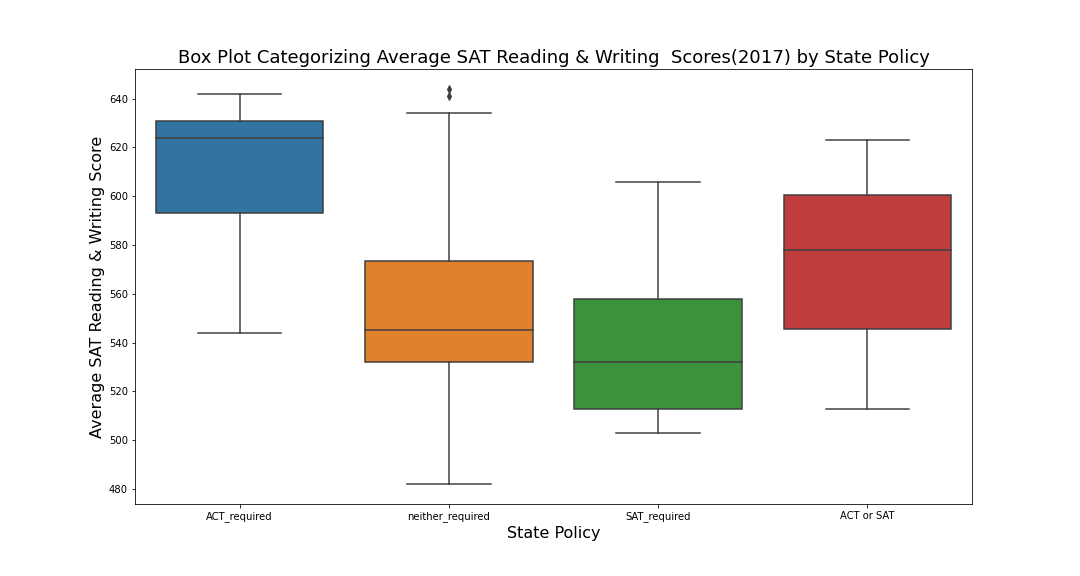 Box Plot Categorizing Average SAT Reading & Writing  Scores(2017) by State Policy
Average SAT Reading & Writing Score
640
620
600
580
560
540
520
500
480
ACT_required
neither_required
SAT_required
ACT or SAT
State Policy